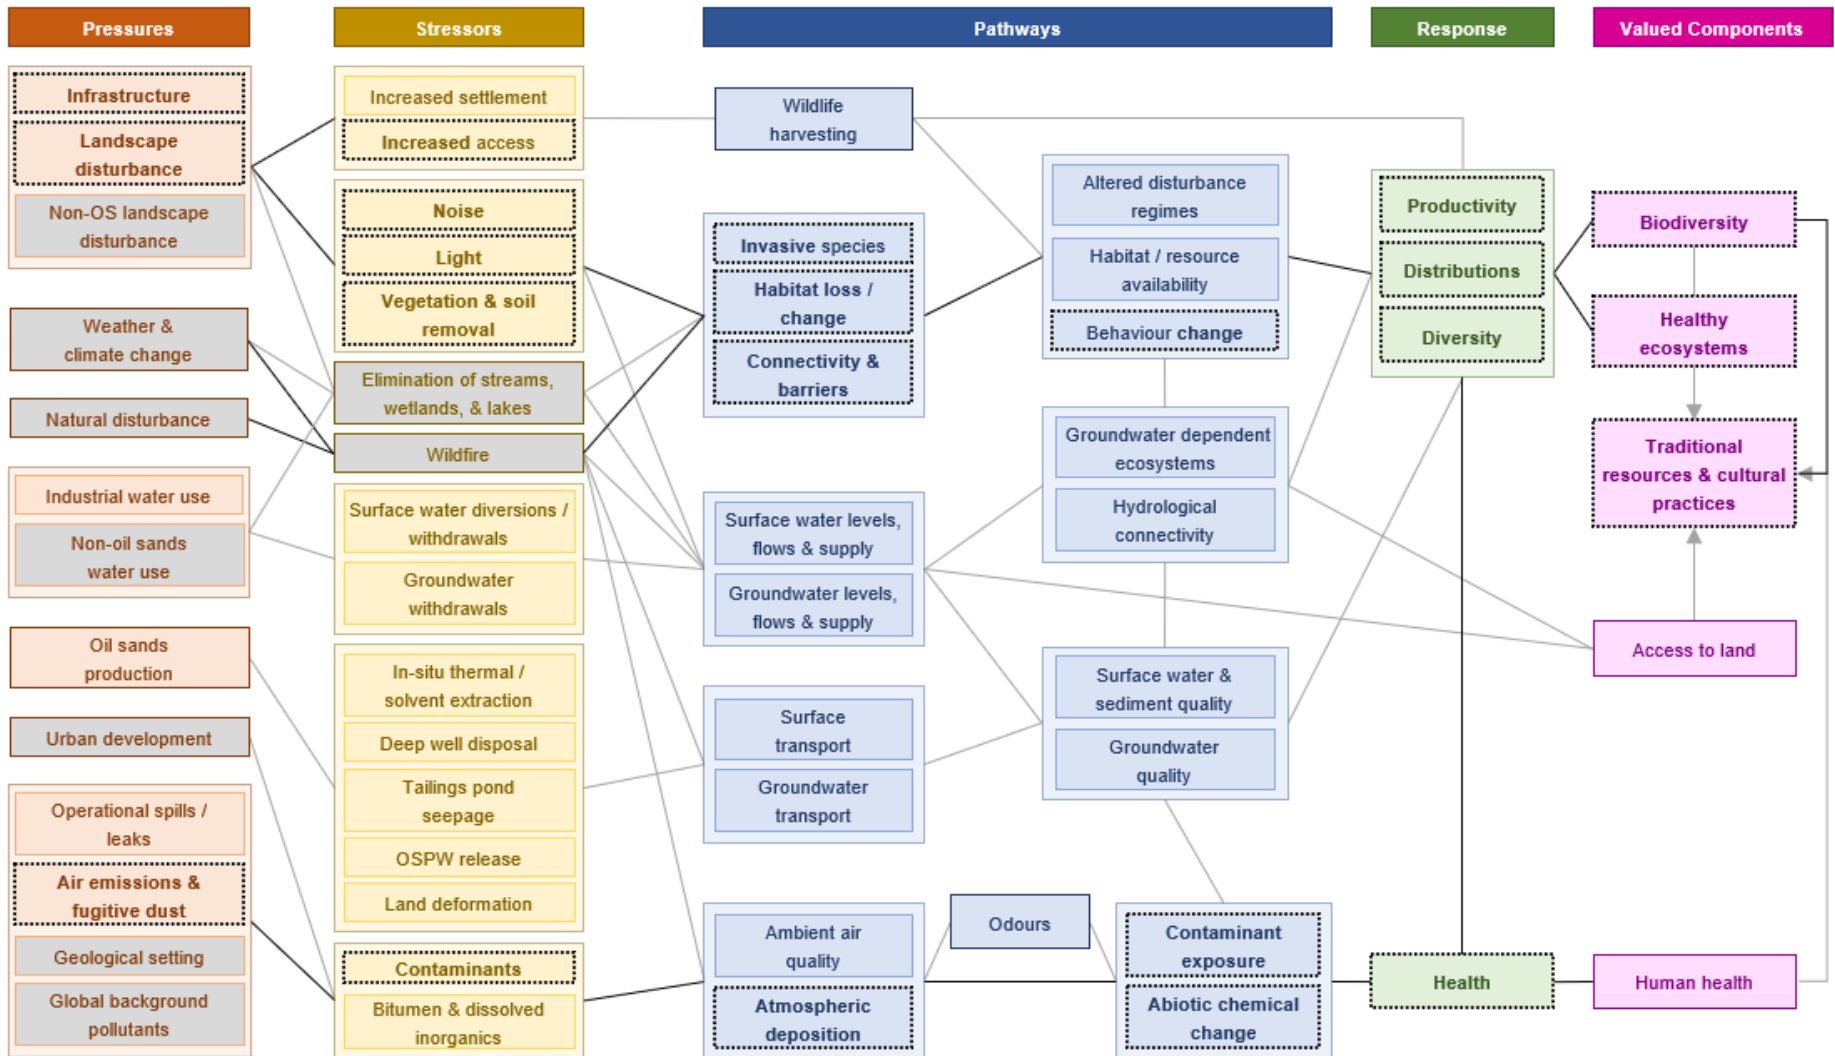 Pressures
Stressors
Pathways
Response
Valued Components
Infrastructure
Landscape
disturbance
Non-OS landscape
disturbance
Weather &
climate change
Natural disturbance
Industrial water use
Non-oil sands
water use
Oil sands
production
Urban development
Operational spills /
leaks
Air emissions &
fugitive dust
Geological setting
Global background
pollutants
Increased settlement
Increased access
Noise
Light
Vegetation & soil
removal
Elimination of streams,
wetlands, & lakes
Wildfire
Surface water diversions /
withdrawals
Groundwater
withdrawals
In-situ thermal /
solvent extraction
Deep well disposal
Tailings pond
seepage
OSPW release
Land deformation
Contaminants
Bitumen & dissolved
inorganics
Wildlife
harvesting
Invasive species
Habitat loss /
change
Connectivity &
barriers
Surface water levels,
flows & supply
Groundwater levels,
flows & supply
Surface
transport
Groundwater
transport
Ambient air
quality
Atmospheric
deposition
Odours
Altered disturbance
regimes
Habitat / resource
availability
Behaviour change
Groundwater dependent
ecosystems
Hydrological
connectivity
Surface water &
sediment quality
Groundwater
quality
Contaminant
exposure
Abiotic chemical
change
Productivity
Distributions
Diversity
Health
Biodiversity
Healthy
ecosystems
Traditional
resources & cultural
practices
Access to land
Human health